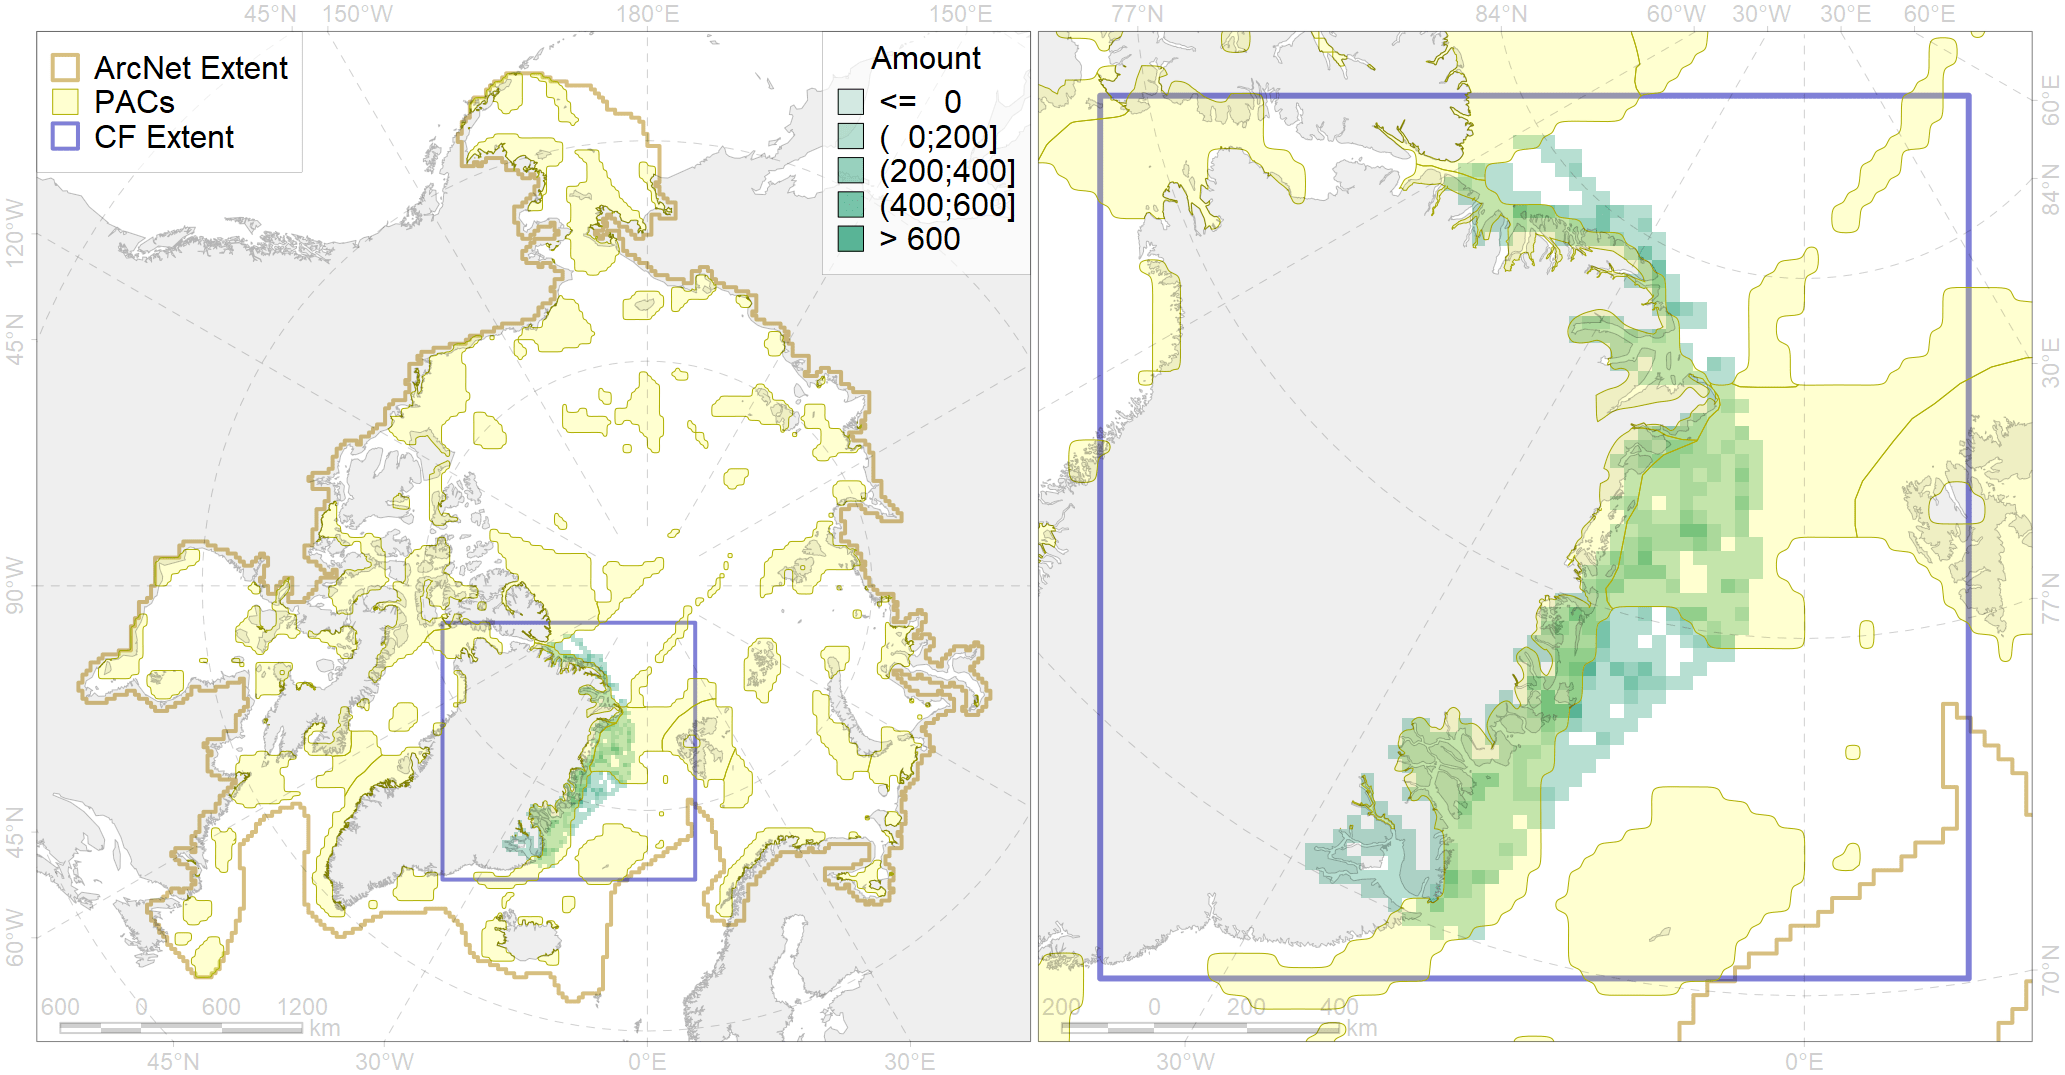 45°N 150°W 180°E 150°E 77°N 84°N 60°W 30°W 30°E 60°E
ArcNet Extent
PACs
CF Extent
Amount
<= 0
( 0;200]
(200;400]
(400;600]
> 600
120°W
45°N
90°W
45°N
60°W
60°E
84°N
30°E
77°N
70°N
600 0 600 1200
km
200 0 200 400
km
45°N 30°W 0°E 30°E 30°W 0°E